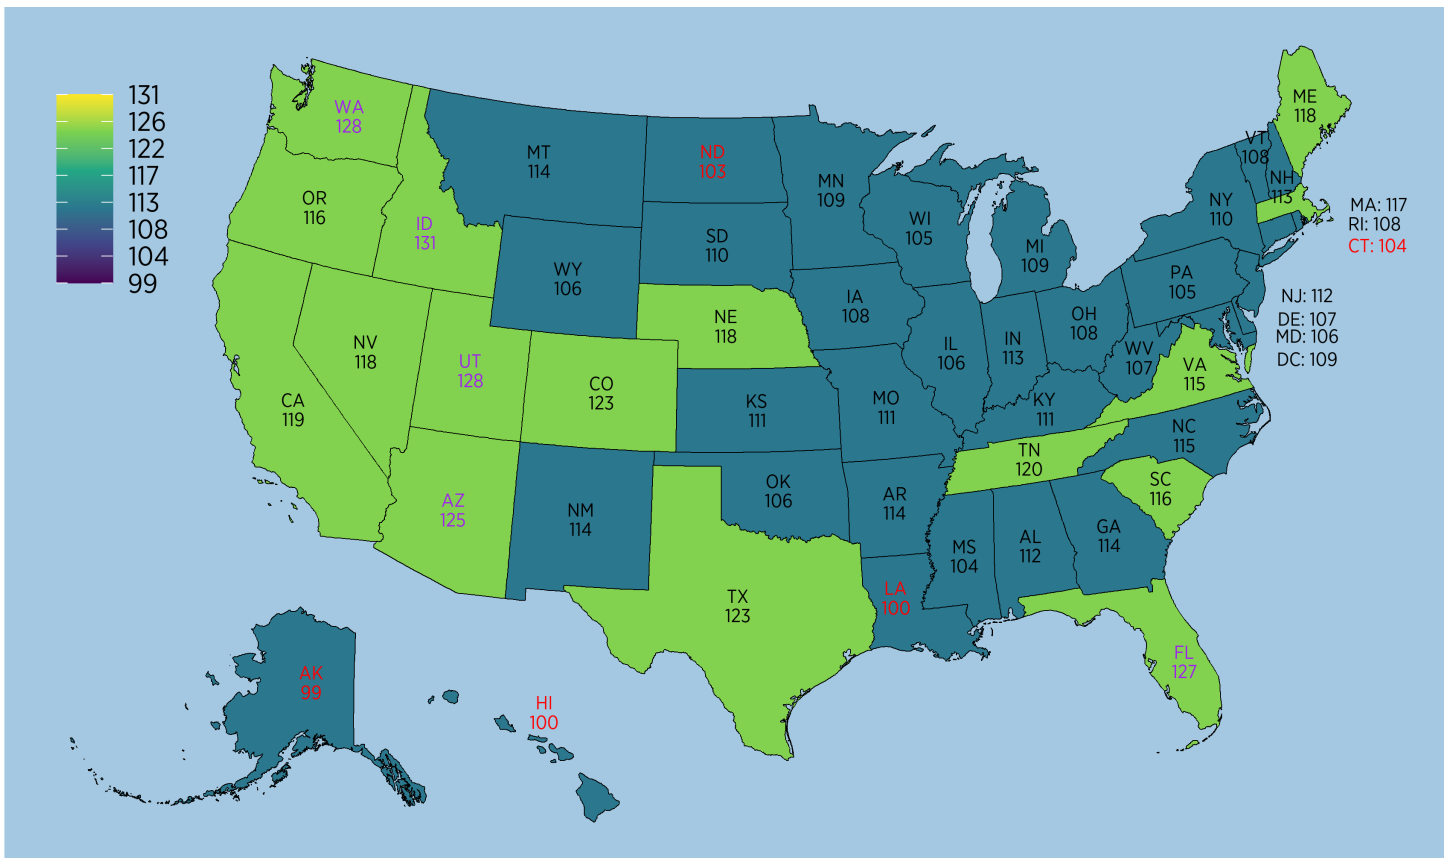 131
126
122
117
113
108
104
99
WA
128
OR
116
ID
131
MT
114
ND
103
MN
109
SD
110
WY
106
WI
105
MI
109
ME
118
VT
108
NH
113
NY
110
MA: 117
RI: 108
CT: 104
PA
105
NJ: 112
DE: 107
MD: 106
DC: 109
NE
118
IA
108
IL
106
IN
113
OH
108
WV
107
VA
115
CA
119
NV
118
UT
128
CO
123
KS
111
MO
111
KY
111
NC
115
TN
120
SC
116
AZ
125
NM
114
OK
106
AR
114
MS
104
AL
112
GA
114
TX
123
LA
100
FL
127
AK
99
HI
100